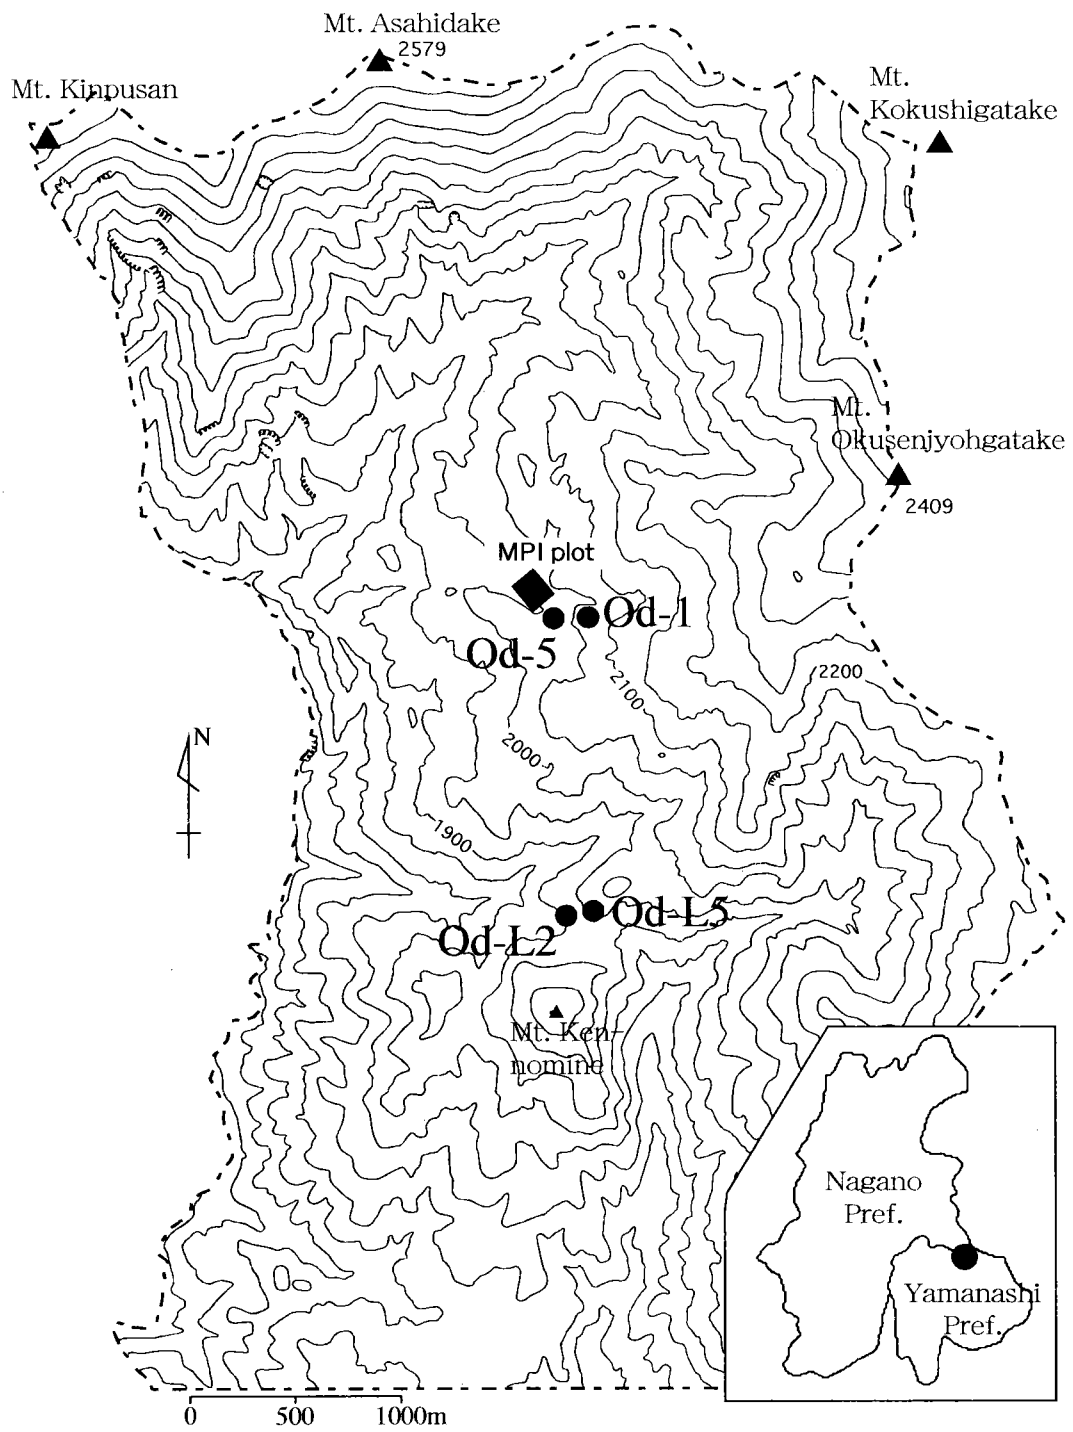 Mt. Asahidake
2579
Mt. Kinpusan
Mt.
Kokushigatake
Mt.
Okusenjyohgatake
2409
MPI plot
Od-1
Od-5
2200
2100
N
2000
1900
Od-L5
Od-L2
Mt. Ken-
nomine
Nagano
Pref.
Yamanashi
Pref.
0 500 1000m